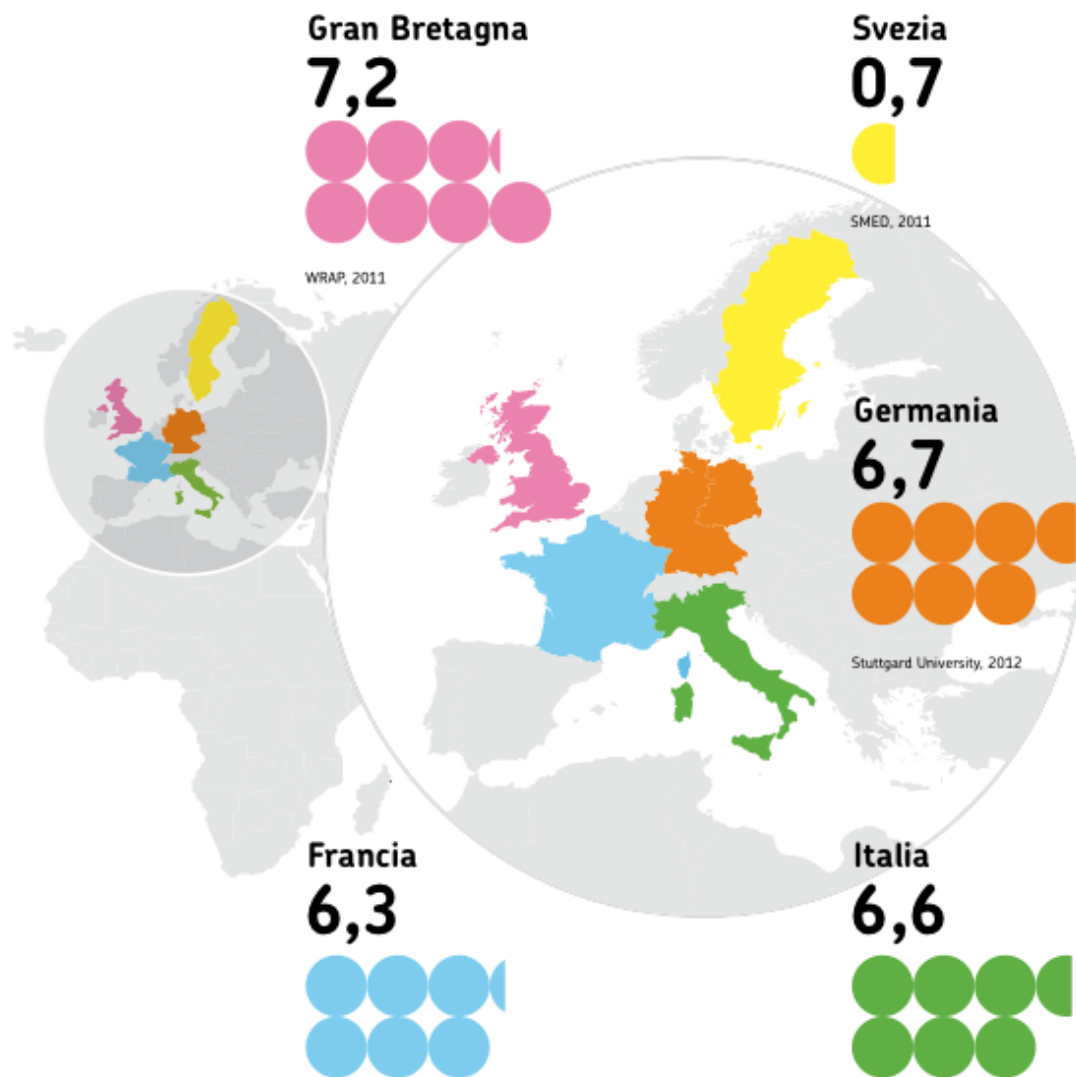 Gran Bretagna
7,2
WRAP, 2011
Svezia
0,7
SMED, 2011
Germania
6,7
Stuttgard University, 2012
Francia
6,3
Italia
6,6